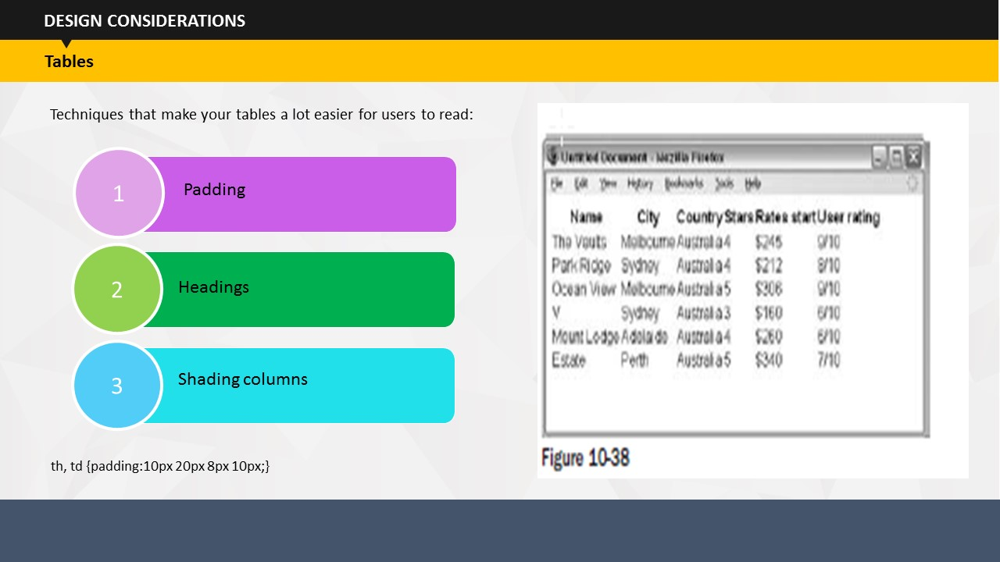 DESIGN CONSIDERATIONS
Tables
Techniques that make your tables a lot easier for users to read:
1 Padding
2 Headings
3 Shading columns
th, td {padding:10px 20px 8px 10px;}
Untitled Document - Mozilla Firefox
File Edit View History Bookmarks Tools Help
Name City Country Stars Rates start User rating
The Vaults Melbourne Australia 4 $245 9/10
Park Ridge Sydney Australia 4 $212 8/10
Ocean View Melbourne Australia 5 $306 9/10
V Sydney Australia 3 $160 6/10
Mount Lodge Adelaide Australia 4 $260 6/10
Estate Perth Australia 5 $340 7/10
Figure 10-38